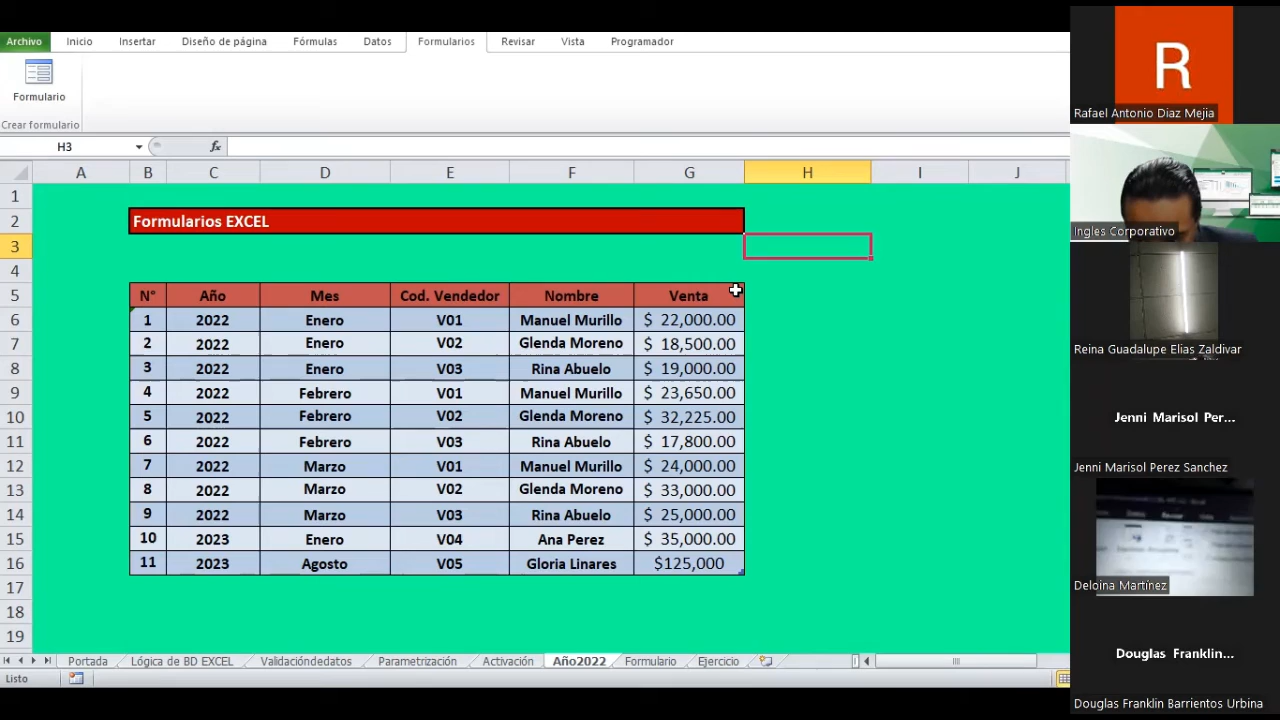 Archivo Inicio Insertar Diseño de página Fórmulas Datos Formularios Revisar Vista Programador
Formulario
Crear formulario
H3 fx
A B C D E F G H I J
1
2 Formularios EXCEL
3
4
5 N° Año Mes Cod. Vendedor Nombre Venta
6 1 2022 Enero V01 Manuel Murillo $ 22,000.00
7 2 2022 Enero V02 Glenda Moreno $ 18,500.00
8 3 2022 Enero V03 Rina Abuelo $ 19,000.00
9 4 2022 Febrero V01 Manuel Murillo $ 23,650.00
10 5 2022 Febrero V02 Glenda Moreno $ 32,225.00
11 6 2022 Febrero V03 Rina Abuelo $ 17,800.00
12 7 2022 Marzo V01 Manuel Murillo $ 24,000.00
13 8 2022 Marzo V02 Glenda Moreno $ 33,000.00
14 9 2022 Marzo V03 Rina Abuelo $ 25,000.00
15 10 2023 Enero V04 Ana Perez $ 35,000.00
16 11 2023 Agosto V05 Gloria Linares $125,000
17
18
19
Portada Lógica de BD EXCEL Validacióndedatos Parametrización Activación Año2022 Formulario Ejercicio
Listo
R
Rafael Antonio Diaz Mejia
Ingles Corporativo
Reina Guadalupe Elias Zaldivar
Jenni Marisol Per...
Jenni Marisol Perez Sanchez
Deloina Martínez
Douglas Franklin...
Douglas Franklin Barrientos Urbina